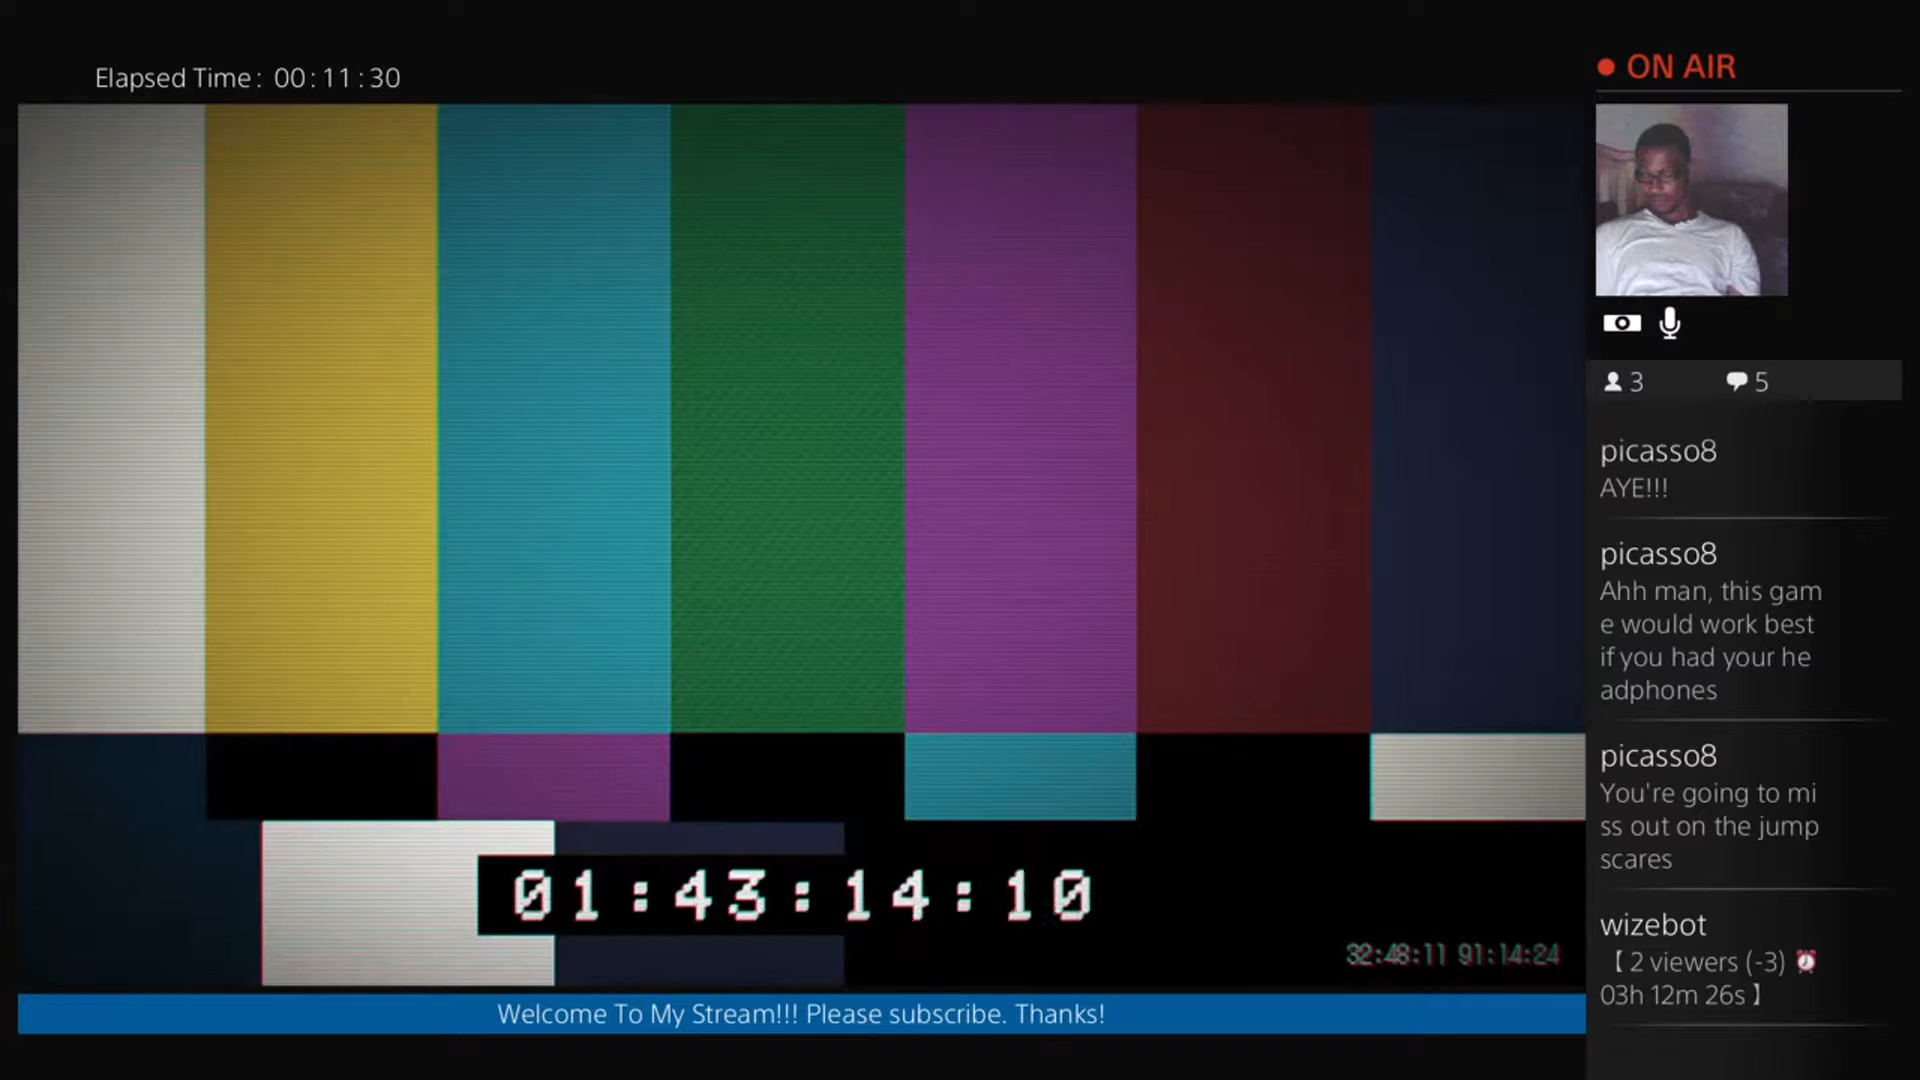 Elapsed Time: 00:11:30
ON AIR
3 5
picasso8
AYE!!!
picasso8
Ahh man, this gam
e would work best
if you had your he
adphones
picasso8
You're going to mi
ss out on the jump
scares
wizebot
【 2 viewers (-3) ⏰
03h 12m 26s 】
01:43:14:10
32:48:11 91:14:24
Welcome To My Stream!!! Please subscribe. Thanks!